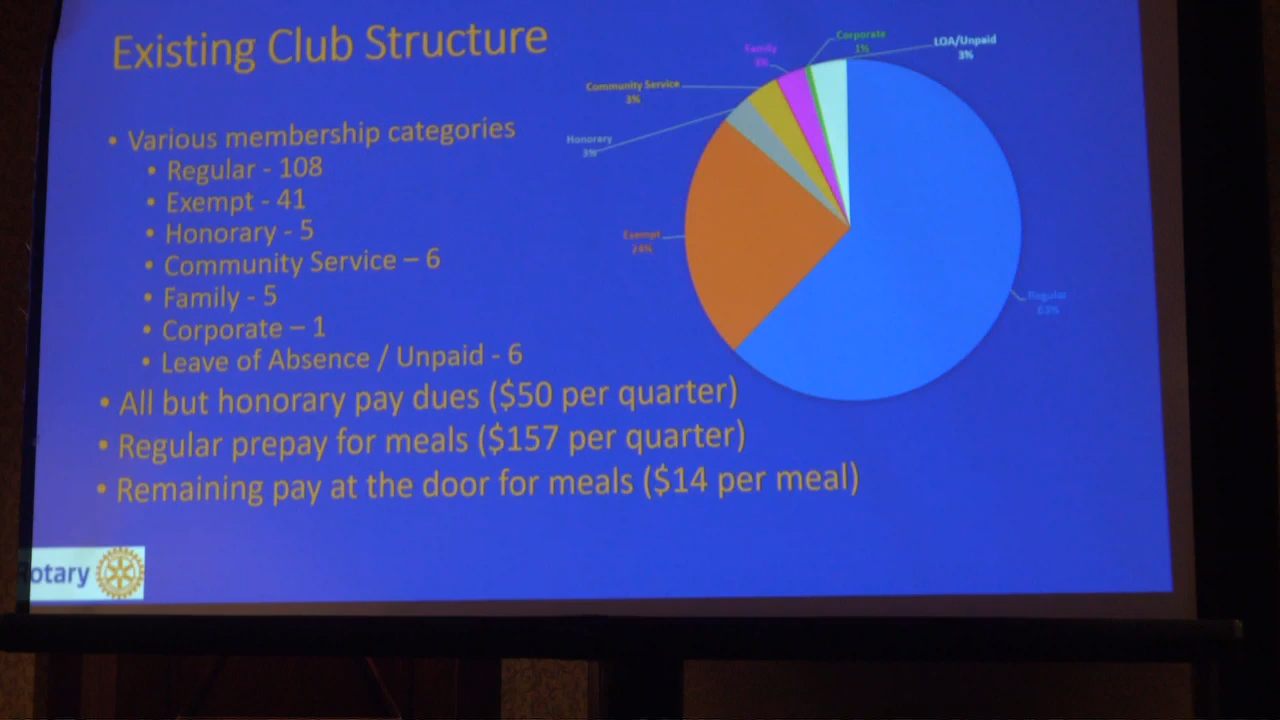 Existing Club Structure
• Various membership categories
• Regular - 108
• Exempt - 41
• Honorary - 5
• Community Service – 6
• Family - 5
• Corporate – 1
• Leave of Absence / Unpaid - 6
• All but honorary pay dues ($50 per quarter)
• Regular prepay for meals ($157 per quarter)
• Remaining pay at the door for meals ($14 per meal)
Family
Corporate
1%
LOA/Unpaid
3%
Community Service
3%
Honorery
3%
Exempt
24%
Regular
Rotary